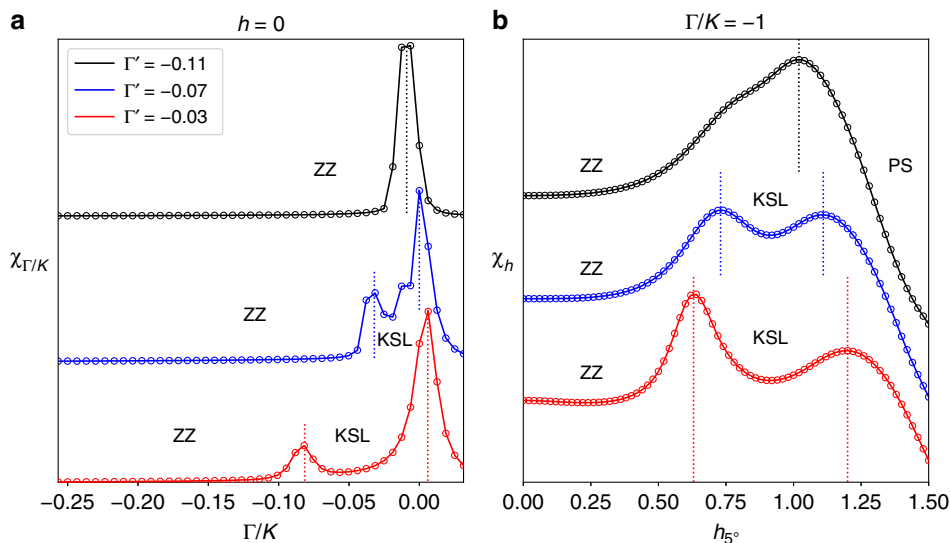 a
h = 0
Γ′ = −0.11
Γ′ = −0.07
Γ′ = −0.03
ZZ
ZZ
KSL
ZZ
KSL
χΓ/K
−0.25 −0.20 −0.15 −0.10 −0.05 0.00
Γ/K
b
Γ/K = −1
ZZ
PS
KSL
ZZ
KSL
ZZ
χh
0.00 0.25 0.50 0.75 1.00 1.25 1.50
h5°